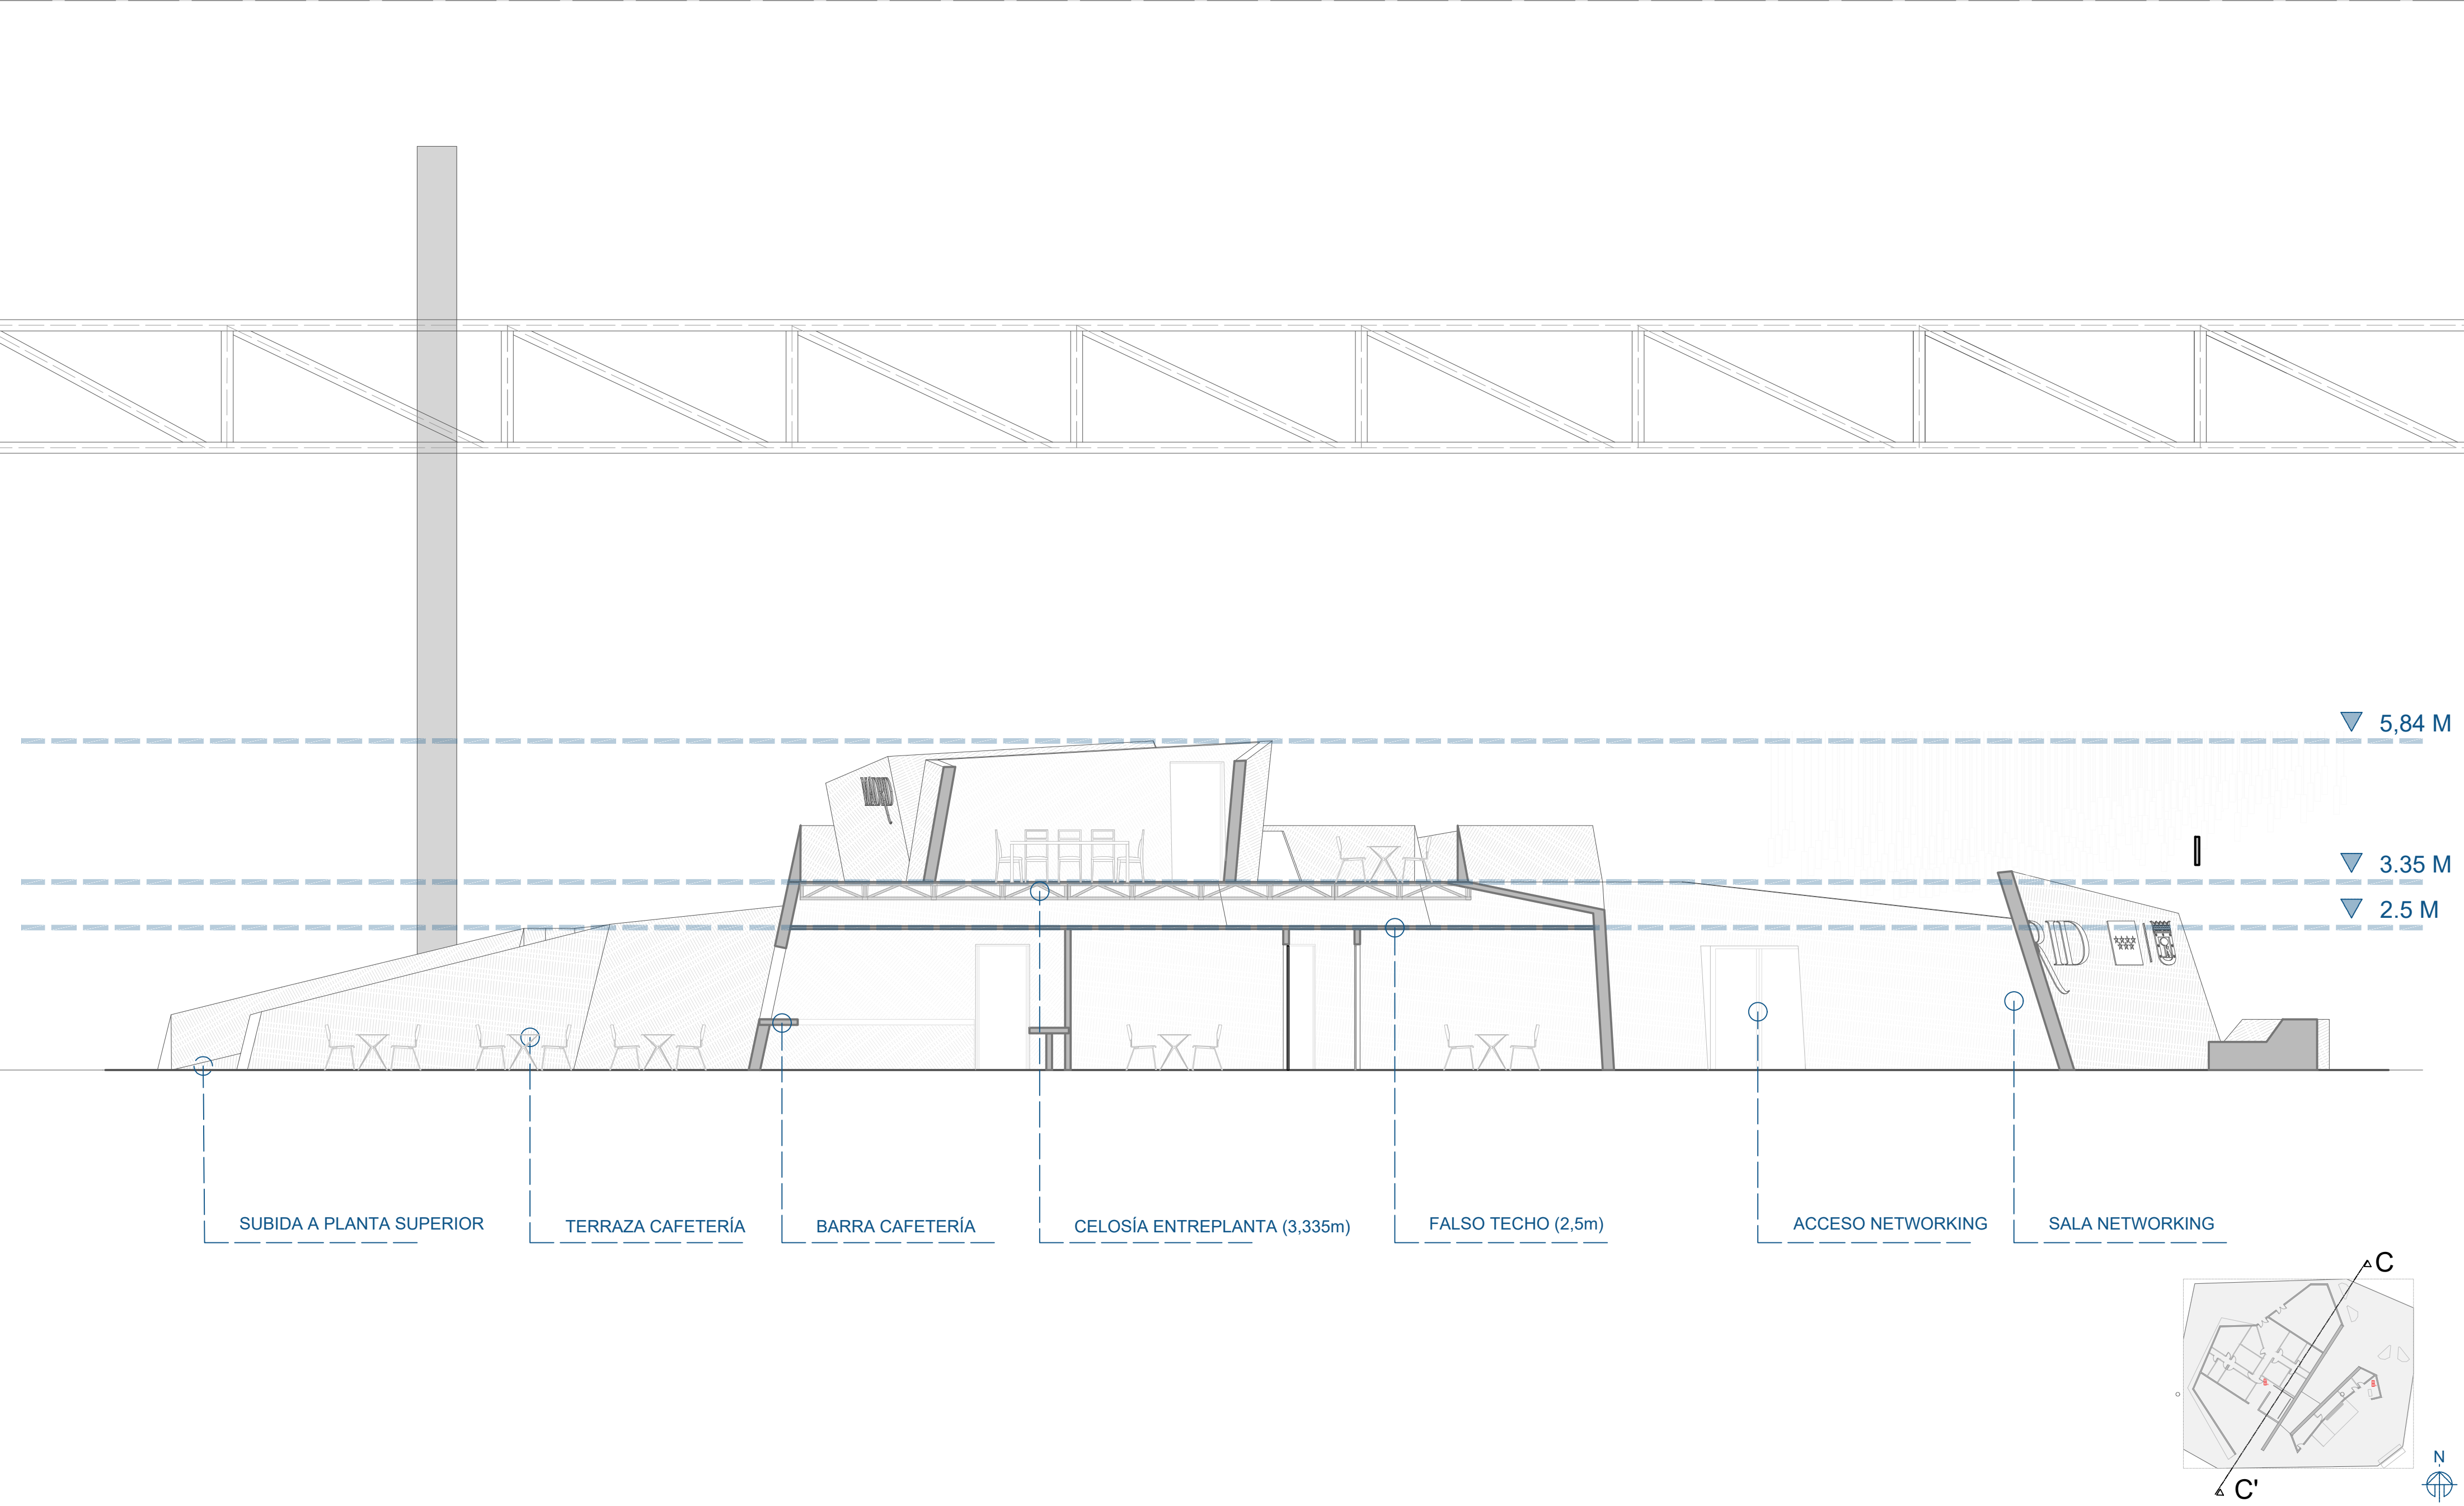 5,84 M
3.35 M
2.5 M
SUBIDA A PLANTA SUPERIOR
TERRAZA CAFETERÍA
BARRA CAFETERÍA
CELOSÍA ENTREPLANTA (3,335m)
FALSO TECHO (2,5m)
ACCESO NETWORKING
SALA NETWORKING
C
C'
N